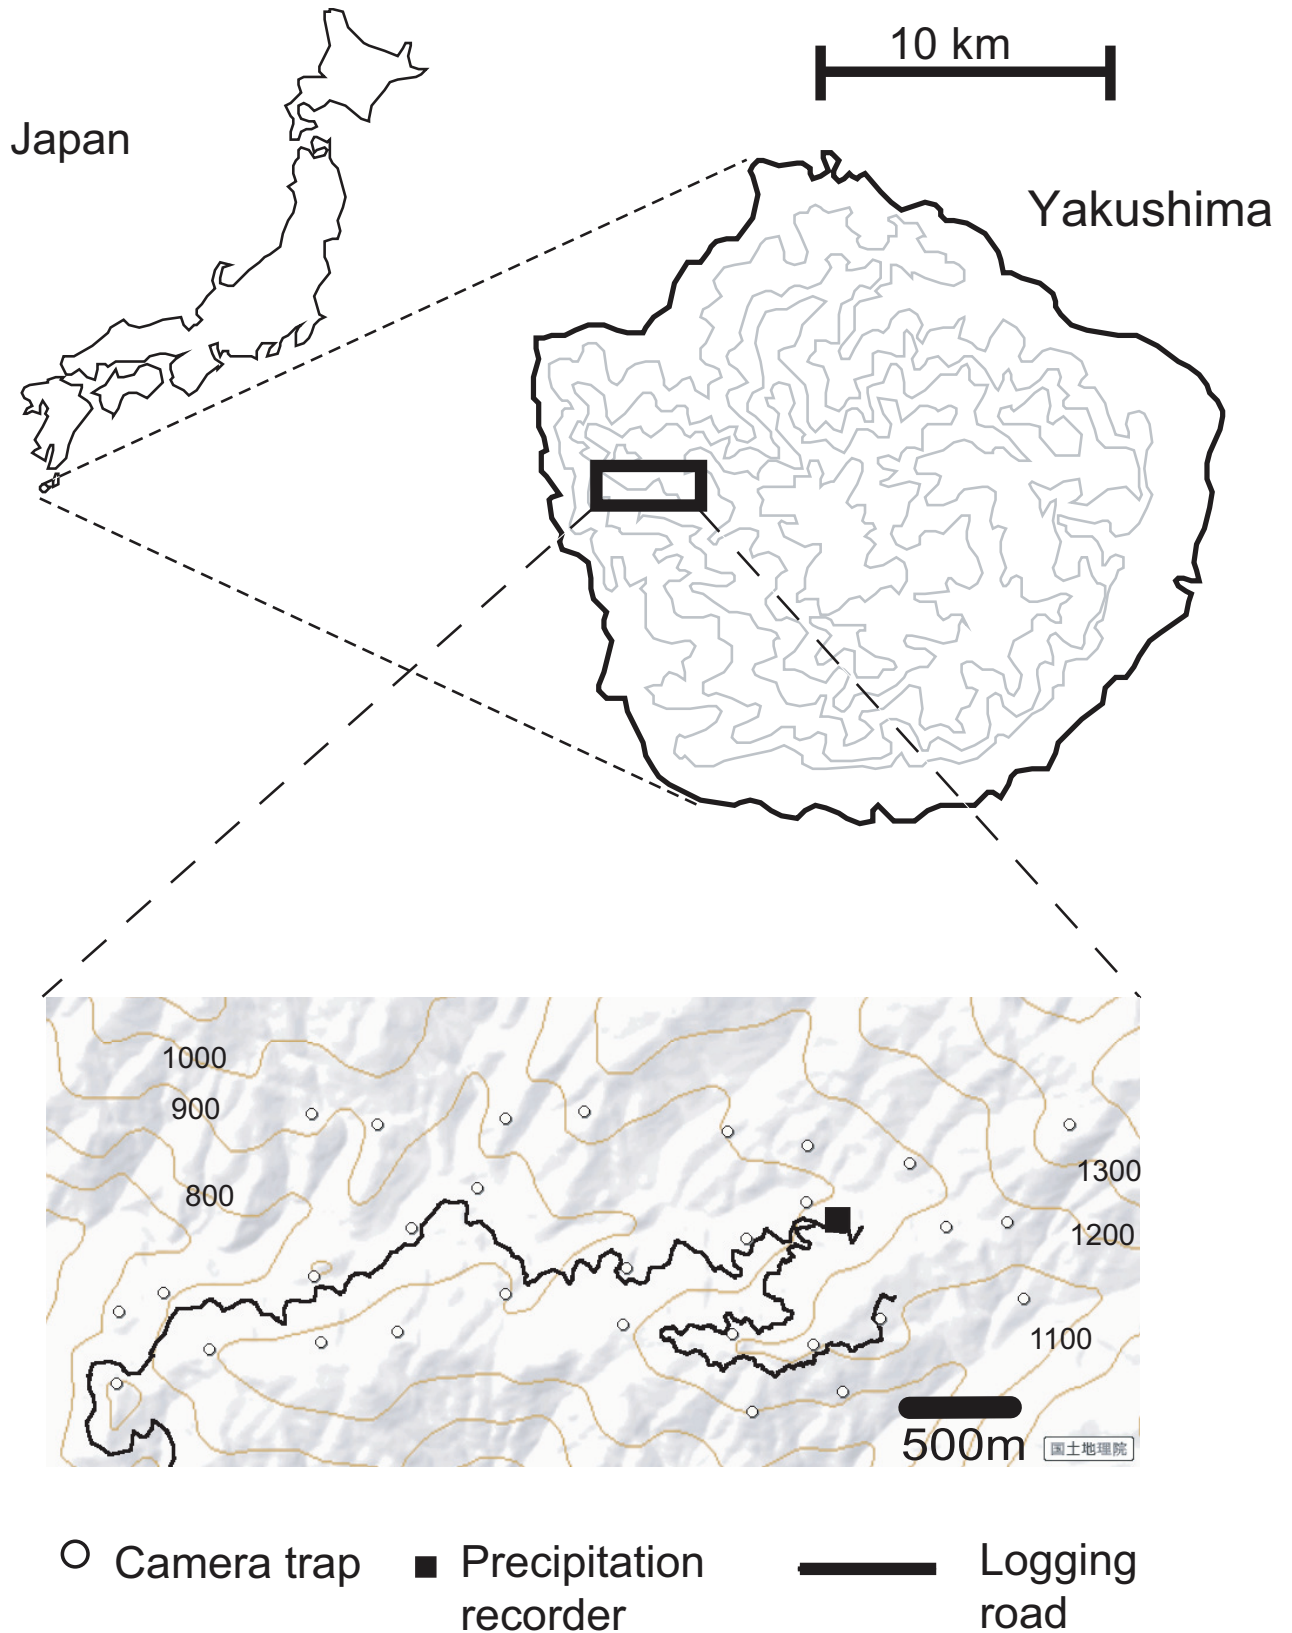 10 km
Japan
Yakushima
1000
900
800
1300
1200
1100
500m
国土地理院
Camera trap
Precipitation
recorder
Logging
road